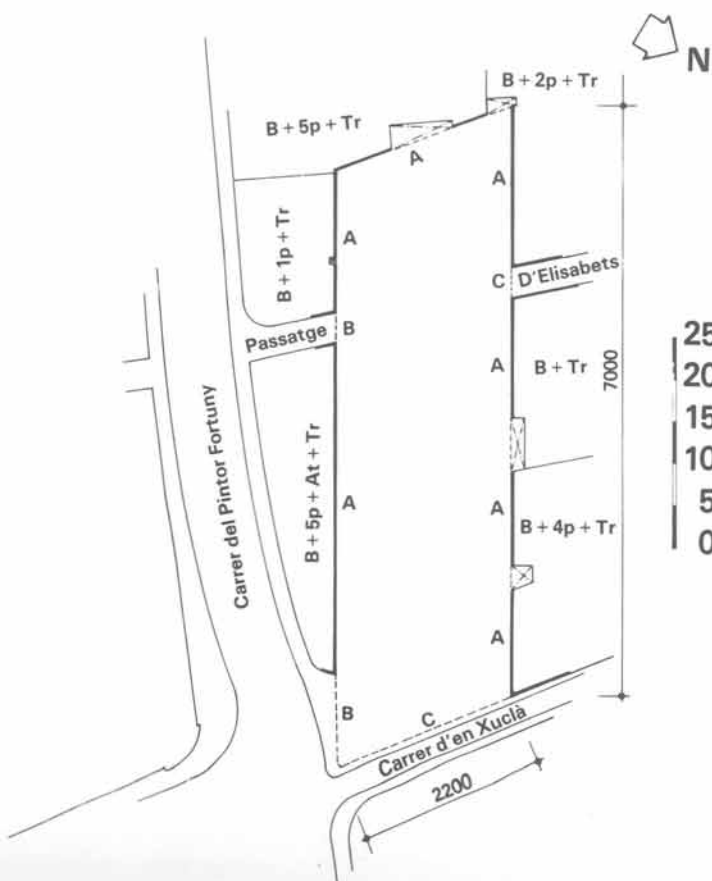 N
B + 2p + Tr
B + 5p + Tr
A
A
A
B + 1p + Tr
C
D'Elisabets
Passatge
B
A
B + Tr
7000
25
20
15
10
5
0
Carrer del Pintor Fortuny
B + 5p + At + Tr
A
A
B + 4p + Tr
A
B
C
Carrer d'en Xuclà
2200